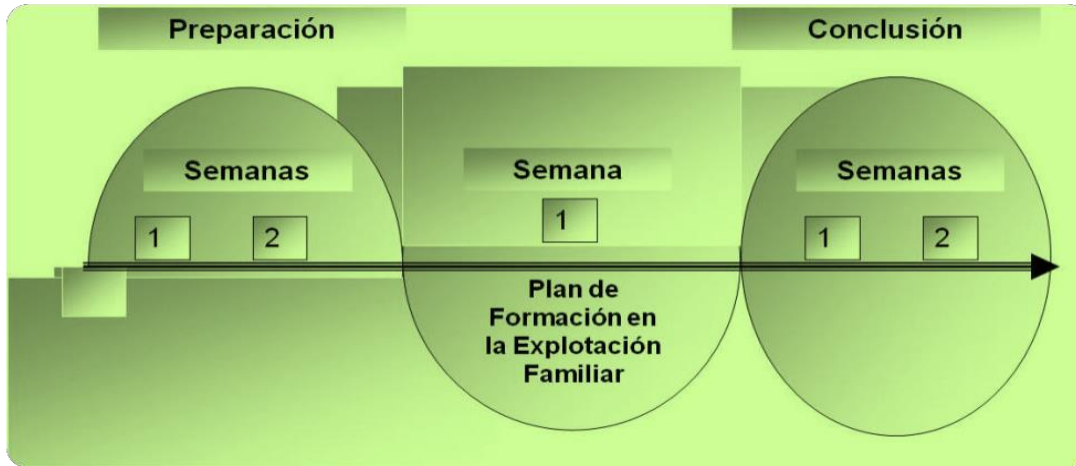 Preparación
Conclusión
Semanas
Semana
Semanas
1
2
1
1
2
Plan de
Formación en
la Explotación
Familiar